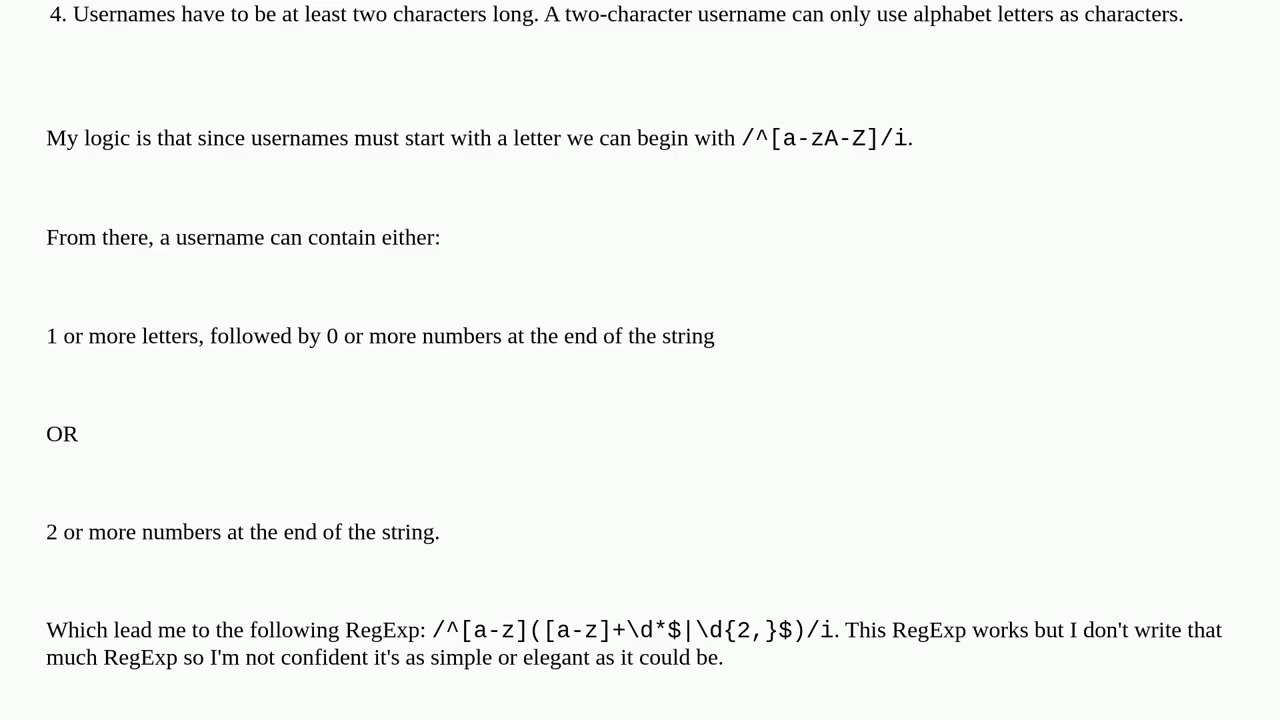 4. Usernames have to be at least two characters long. A two-character username can only use alphabet letters as characters.
My logic is that since usernames must start with a letter we can begin with /^[a-zA-Z]/i.
From there, a username can contain either:
1 or more letters, followed by 0 or more numbers at the end of the string
OR
2 or more numbers at the end of the string.
Which lead me to the following RegExp: /^[a-z]([a-z]+\d*$|\d{2,}$)/i. This RegExp works but I don't write that
much RegExp so I'm not confident it's as simple or elegant as it could be.